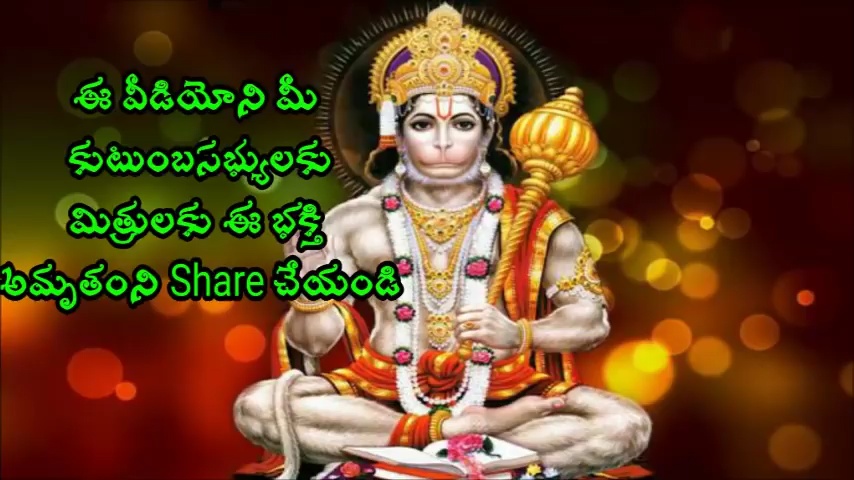 ఈ వీడియోని మీ
కుటుంబసభ్యులకు
మిత్రులకు ఈ భక్తి
అమృతంని Share చేయండి